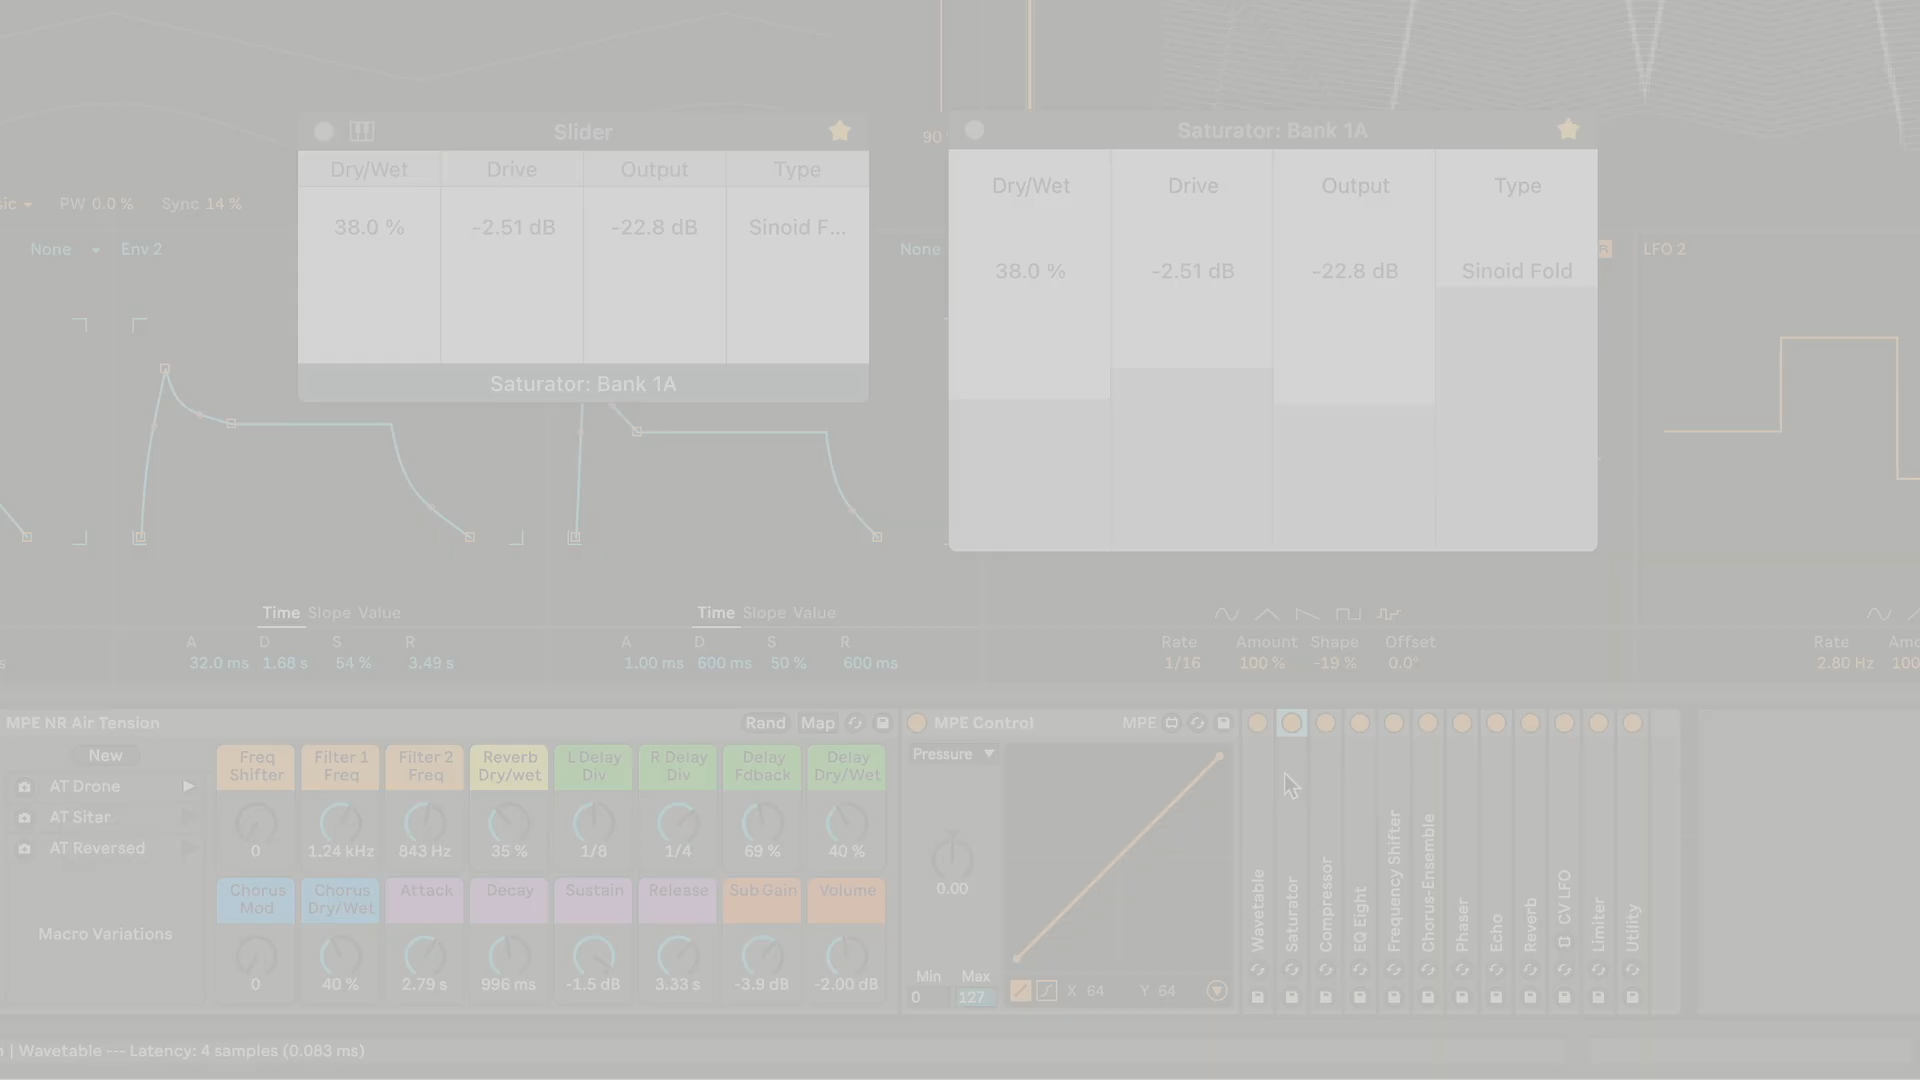 Slider
Dry/Wet Drive Output Type
38.0 % -2.51 dB -22.8 dB Sinoid F...
Saturator: Bank 1A
90
Saturator: Bank 1A
Dry/Wet Drive Output Type
38.0 % -2.51 dB -22.8 dB Sinoid Fold
PW 0.0 % Sync 14 %
None Env 2
None
LFO 2
Time Slope Value
A D S R
32.0 ms 1.68 s 54 % 3.49 s
Time Slope Value
A D S R
1.00 ms 600 ms 50 % 600 ms
Rate Amount Shape Offset
1/16 100 % -19 % 0.0°
Rate
2.80 Hz 100
MPE NR Air Tension Rand Map
New
AT Drone
AT Sitar
AT Reversed
Macro Variations
Freq Shifter
0
Filter 1 Freq
1.24 kHz
Filter 2 Freq
843 Hz
Reverb Dry/wet
35 %
L Delay Div
1/8
R Delay Div
1/4
Delay Fdback
69 %
Delay Dry/Wet
40 %
Chorus Mod
0
Chorus Dry/Wet
40 %
Attack
2.79 s
Decay
996 ms
Sustain
-1.5 dB
Release
3.33 s
Sub Gain
-3.9 dB
Volume
-2.00 dB
MPE Control MPE
Pressure
0.00
Min Max
0 127
X 64 Y 64
Wavetable
Saturator
Compressor
EQ Eight
Frequency Shifter
Chorus-Ensemble
Phaser
Echo
Reverb
CV LFO
Limiter
Utility
| Wavetable --- Latency: 4 samples (0.083 ms)